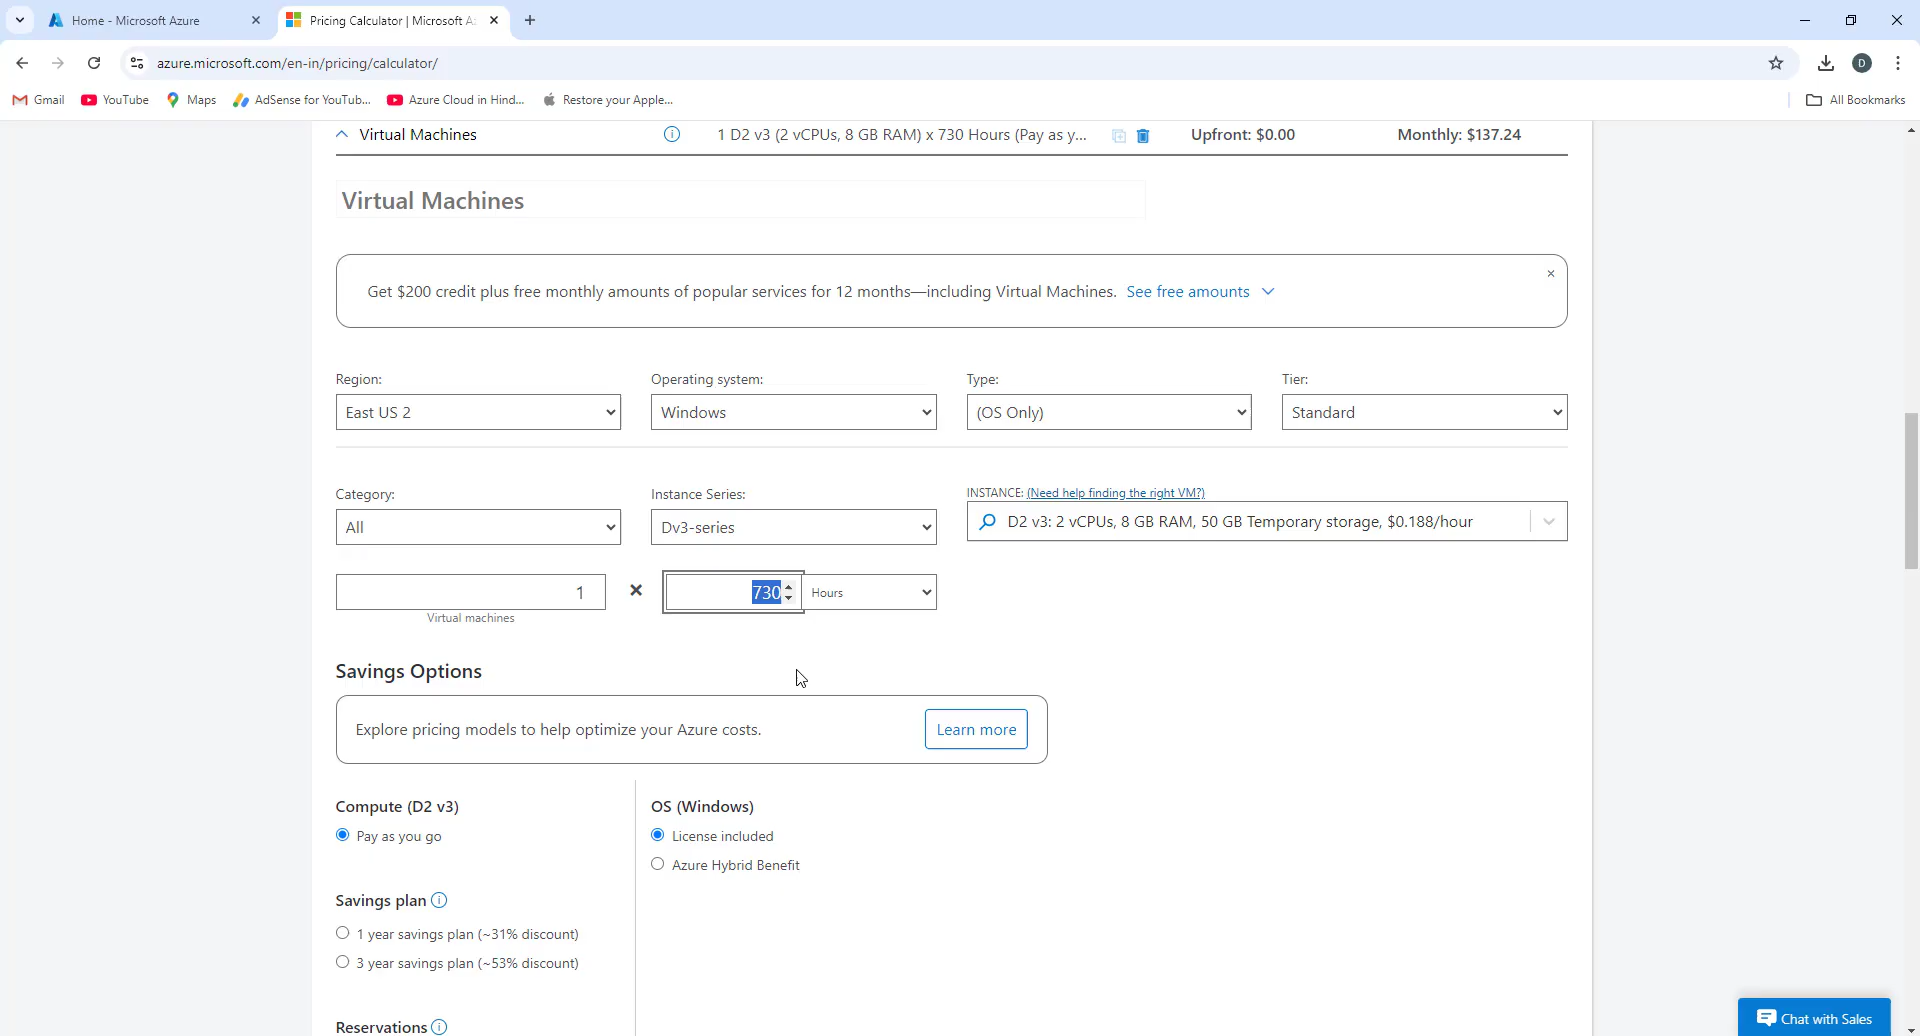 Home - Microsoft Azure
Pricing Calculator | Microsoft A
azure.microsoft.com/en-in/pricing/calculator/
D
Gmail
YouTube
Maps
AdSense for YouTub...
Azure Cloud in Hind...
Restore your Apple...
All Bookmarks
Virtual Machines
1 D2 v3 (2 vCPUs, 8 GB RAM) x 730 Hours (Pay as y...
Upfront: $0.00
Monthly: $137.24
Virtual Machines
Get $200 credit plus free monthly amounts of popular services for 12 months—including Virtual Machines. See free amounts
Region:
Operating system:
Type:
Tier:
East US 2
Windows
(OS Only)
Standard
Category:
Instance Series:
INSTANCE: (Need help finding the right VM?)
All
Dv3-series
D2 v3: 2 vCPUs, 8 GB RAM, 50 GB Temporary storage, $0.188/hour
1
730
Hours
Virtual machines
Savings Options
Explore pricing models to help optimize your Azure costs.
Learn more
Compute (D2 v3)
OS (Windows)
Pay as you go
License included
Azure Hybrid Benefit
Savings plan
1 year savings plan (~31% discount)
3 year savings plan (~53% discount)
Reservations
Chat with Sales